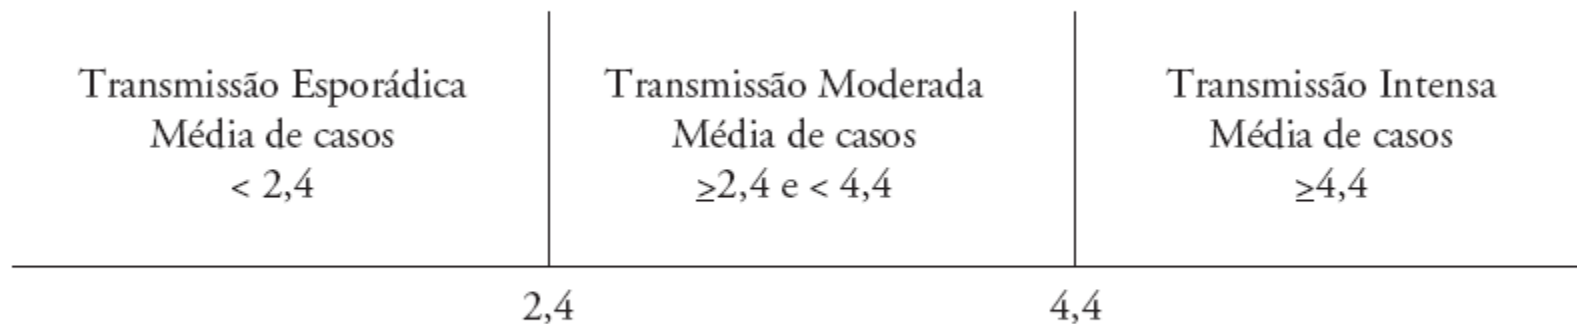 Transmissão Esporádica
Média de casos
< 2,4
Transmissão Moderada
Média de casos
≥2,4 e < 4,4
Transmissão Intensa
Média de casos
≥4,4
2,4
4,4